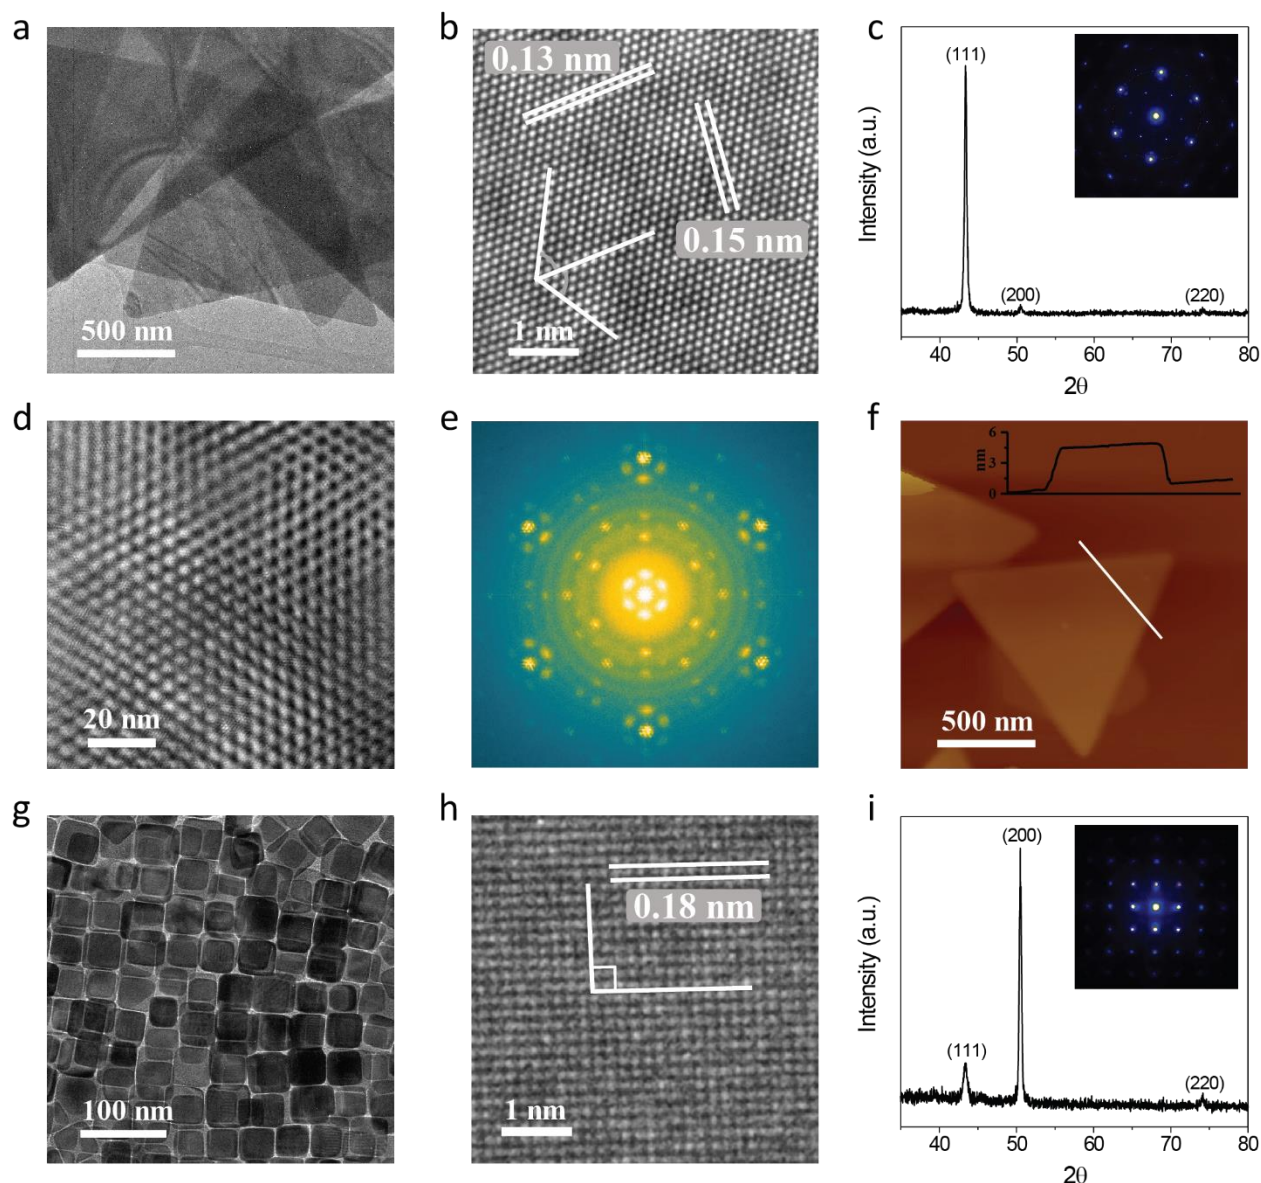 a
500 nm
b
0.13 nm
0.15 nm
1 nm
c
(111)
(200)
(220)
Intensity (a.u.)
40 50 60 70 80
2θ
d
20 nm
e
f
6
3
0
nm
500 nm
g
100 nm
h
0.18 nm
1 nm
i
(200)
(111)
(220)
Intensity (a.u.)
40 50 60 70 80
2θ